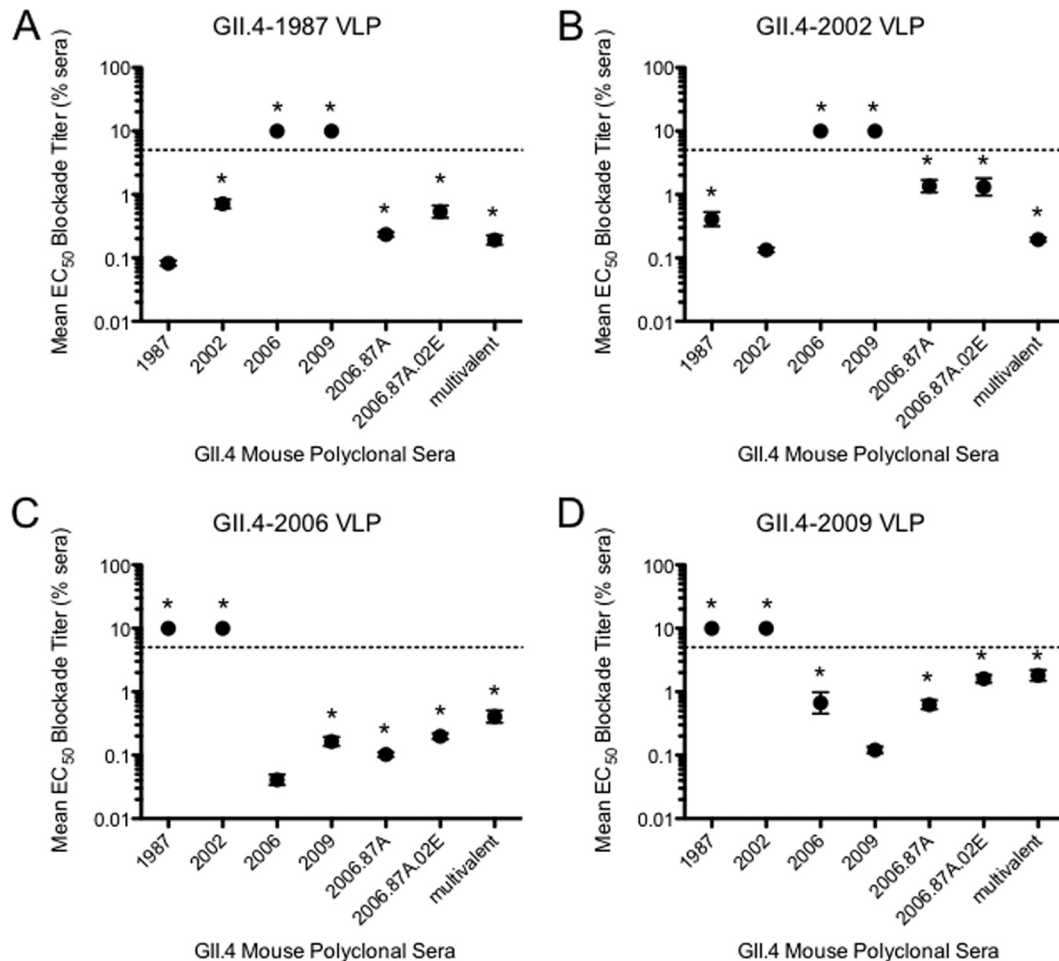 A
GII.4-1987 VLP
Mean EC50 Blockade Titer (% sera)
100
10
1
0.1
0.01
* * * * * *
1987
2002
2006
2009
2006.87A
2006.87A.02E
multivalent
GII.4 Mouse Polyclonal Sera
B
GII.4-2002 VLP
Mean EC50 Blockade Titer (% sera)
100
10
1
0.1
0.01
* * * * * *
1987
2002
2006
2009
2006.87A
2006.87A.02E
multivalent
GII.4 Mouse Polyclonal Sera
C
GII.4-2006 VLP
Mean EC50 Blockade Titer (% sera)
100
10
1
0.1
0.01
* * * * * *
1987
2002
2006
2009
2006.87A
2006.87A.02E
multivalent
GII.4 Mouse Polyclonal Sera
D
GII.4-2009 VLP
Mean EC50 Blockade Titer (% sera)
100
10
1
0.1
0.01
* * * * * *
1987
2002
2006
2009
2006.87A
2006.87A.02E
multivalent
GII.4 Mouse Polyclonal Sera